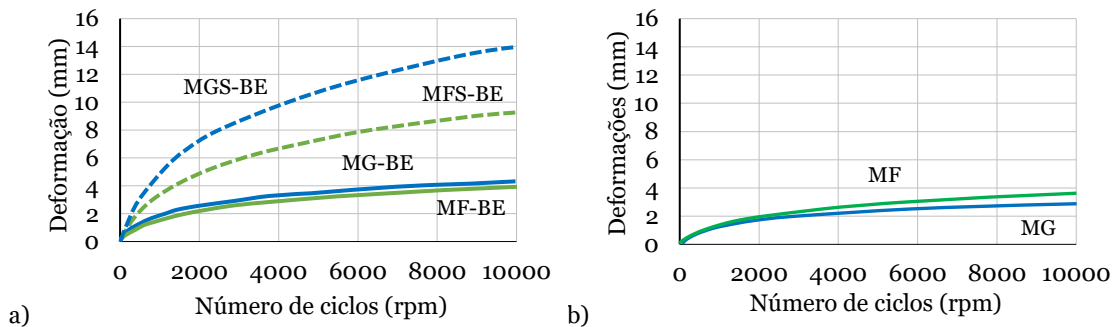 16
14
12
10
8
6
4
2
0
Deformação (mm)
MGS-BE
MFS-BE
MG-BE
MF-BE
0 2000 4000 6000 8000 10000
Número de ciclos (rpm)
a)
16
14
12
10
8
6
4
2
0
Deformações (mm)
MF
MG
0 2000 4000 6000 8000 10000
Número de ciclos (rpm)
b)